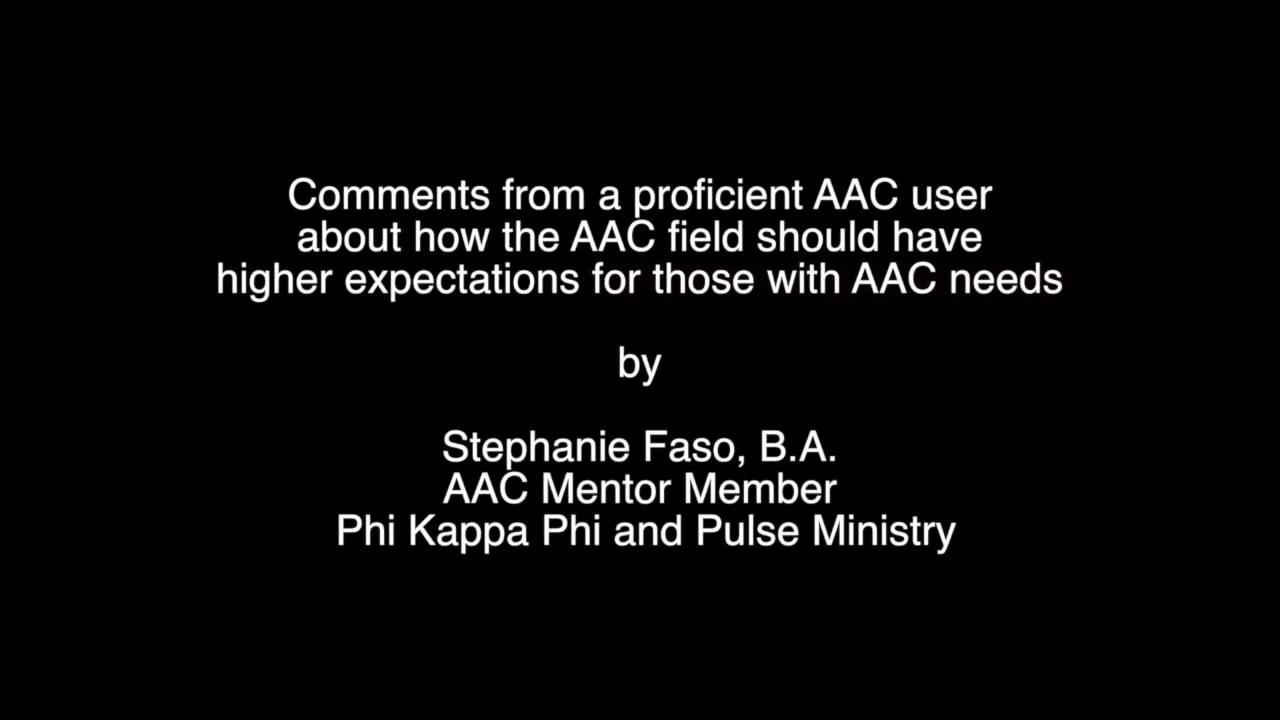 Comments from a proficient AAC user
about how the AAC field should have
higher expectations for those with AAC needs
by
Stephanie Faso, B.A.
AAC Mentor Member
Phi Kappa Phi and Pulse Ministry